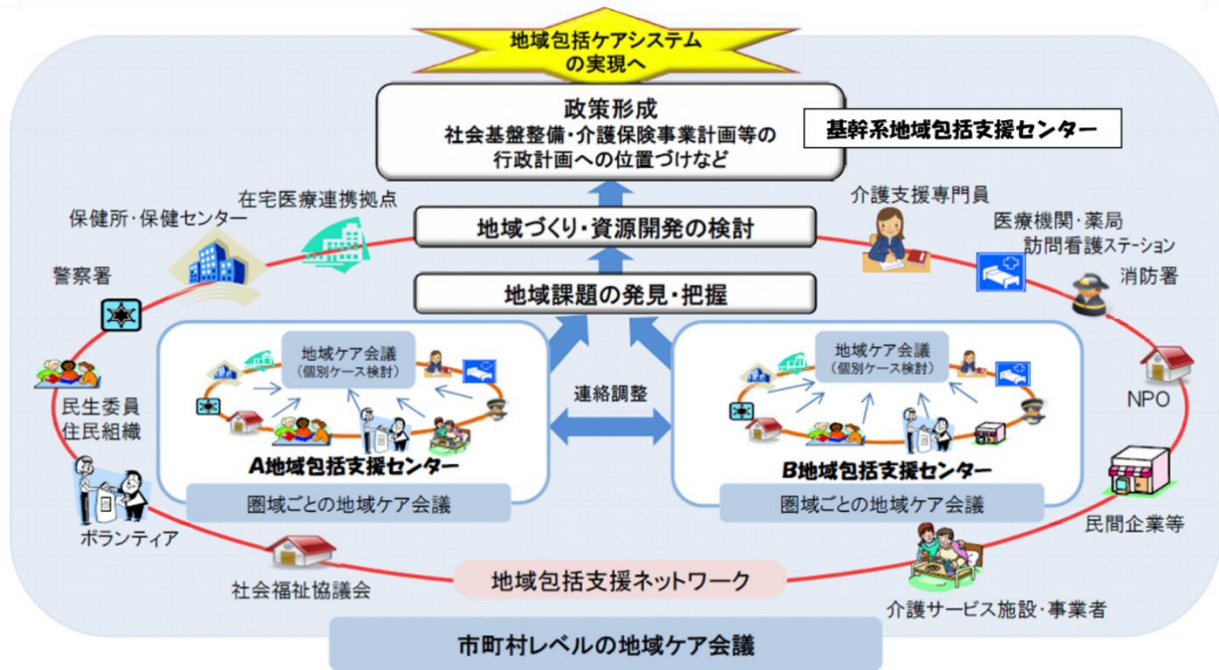 地域包括ケアシステム
の実現へ
政策形成
社会基盤整備・介護保険事業計画等の
行政計画への位置づけなど
基幹系地域包括支援センター
在宅医療連携拠点
保健所・保健センター
地域づくり・資源開発の検討
介護支援専門員
医療機関・薬局
訪問看護ステーション
警察署
消防署
地域課題の発見・把握
地域ケア会議
(個別ケース検討)
A地域包括支援センター
圏域ごとの地域ケア会議
連絡調整
地域ケア会議
(個別ケース検討)
B地域包括支援センター
圏域ごとの地域ケア会議
民生委員
住民組織
NPO
ボランティア
民間企業等
社会福祉協議会
地域包括支援ネットワーク
介護サービス施設・事業者
市町村レベルの地域ケア会議